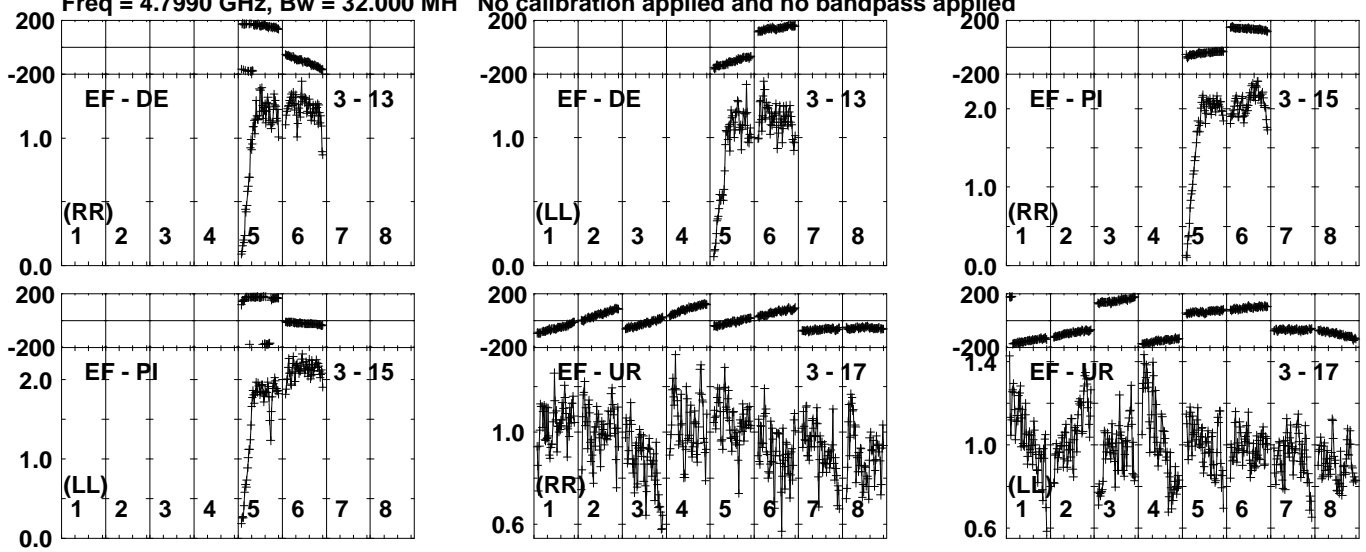 Freq = 4.7990 GHz, Bw = 32.000 MH No calibration applied and no bandpass applied
200
-200
EF - DE 3 - 13
1.0
(RR)
1 2 3 4 5 6 7 8
0.0
200
-200
EF - DE 3 - 13
1.0
(LL)
1 2 3 4 5 6 7 8
0.0
200
-200
EF - PI 3 - 15
2.0
1.0
(RR)
1 2 3 4 5 6 7 8
0.0
200
-200
EF - PI 3 - 15
2.0
1.0
(LL)
1 2 3 4 5 6 7 8
0.0
200
-200
EF - UR 3 - 17
1.0
(RR)
1 2 3 4 5 6 7 8
0.6
200
-200
1.4
EF - UR 3 - 17
1.0
(LL)
1 2 3 4 5 6 7 8
0.6